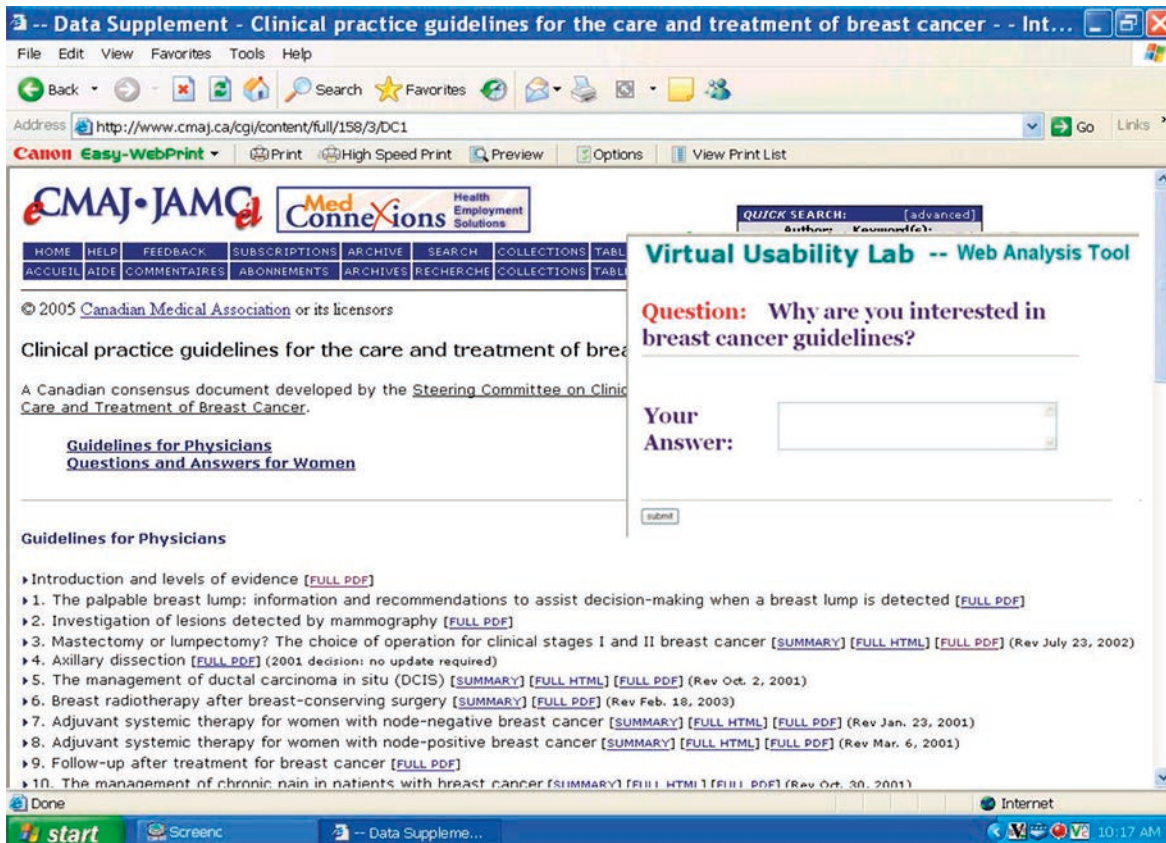 -- Data Supplement - Clinical practice guidelines for the care and treatment of breast cancer - - Int...
File Edit View Favorites Tools Help
Back Search Favorites
Address http://www.cmaj.ca/cgi/content/full/158/3/DC1 Go Links
Canon Easy-WebPrint Print High Speed Print Preview Options View Print List
eCMAJ•JAMC Med Connexions Health Employment Solutions
QUICK SEARCH: [advanced]
Author: Keyword(s):
HOME HELP FEEDBACK SUBSCRIPTIONS ARCHIVE SEARCH COLLECTIONS TABL
ACCUEIL AIDE COMMENTAIRES ABONNEMENTS ARCHIVES RECHERCHE COLLECTIONS TABL
Virtual Usability Lab -- Web Analysis Tool
Question: Why are you interested in
breast cancer guidelines?
Your
Answer:
submit
© 2005 Canadian Medical Association or its licensors
Clinical practice guidelines for the care and treatment of brea
A Canadian consensus document developed by the Steering Committee on Clinic
Care and Treatment of Breast Cancer.
Guidelines for Physicians
Questions and Answers for Women
Guidelines for Physicians
Introduction and levels of evidence [FULL PDF]
1. The palpable breast lump: information and recommendations to assist decision-making when a breast lump is detected [FULL PDF]
2. Investigation of lesions detected by mammography [FULL PDF]
3. Mastectomy or lumpectomy? The choice of operation for clinical stages I and II breast cancer [SUMMARY] [FULL HTML] [FULL PDF] (Rev July 23, 2002)
4. Axillary dissection [FULL PDF] (2001 decision: no update required)
5. The management of ductal carcinoma in situ (DCIS) [SUMMARY] [FULL HTML] [FULL PDF] (Rev Oct. 2, 2001)
6. Breast radiotherapy after breast-conserving surgery [SUMMARY] [FULL PDF] (Rev Feb. 18, 2003)
7. Adjuvant systemic therapy for women with node-negative breast cancer [SUMMARY] [FULL HTML] [FULL PDF] (Rev Jan. 23, 2001)
8. Adjuvant systemic therapy for women with node-positive breast cancer [SUMMARY] [FULL HTML] [FULL PDF] (Rev Mar. 6, 2001)
9. Follow-up after treatment for breast cancer [FULL PDF]
10. The management of chronic pain in patients with breast cancer [SUMMARY] [FULL HTML] [FULL PDF] (Rev Oct. 30, 2001)
Done Internet
start Screenc -- Data Suppleme... 10:17 AM